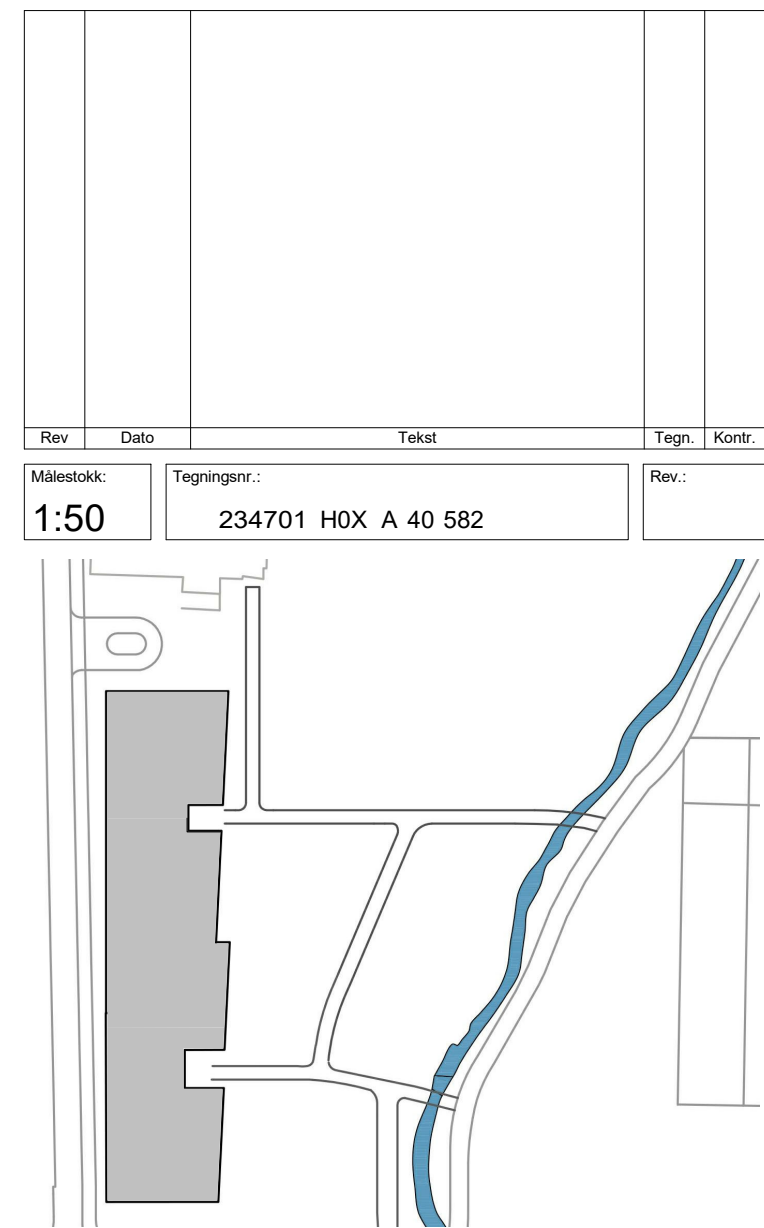 Rev Dato Tekst Tegn. Kontr.
Målestokk: Tegningsnr.: Rev.:
1:50 234701 H0X A 40 582